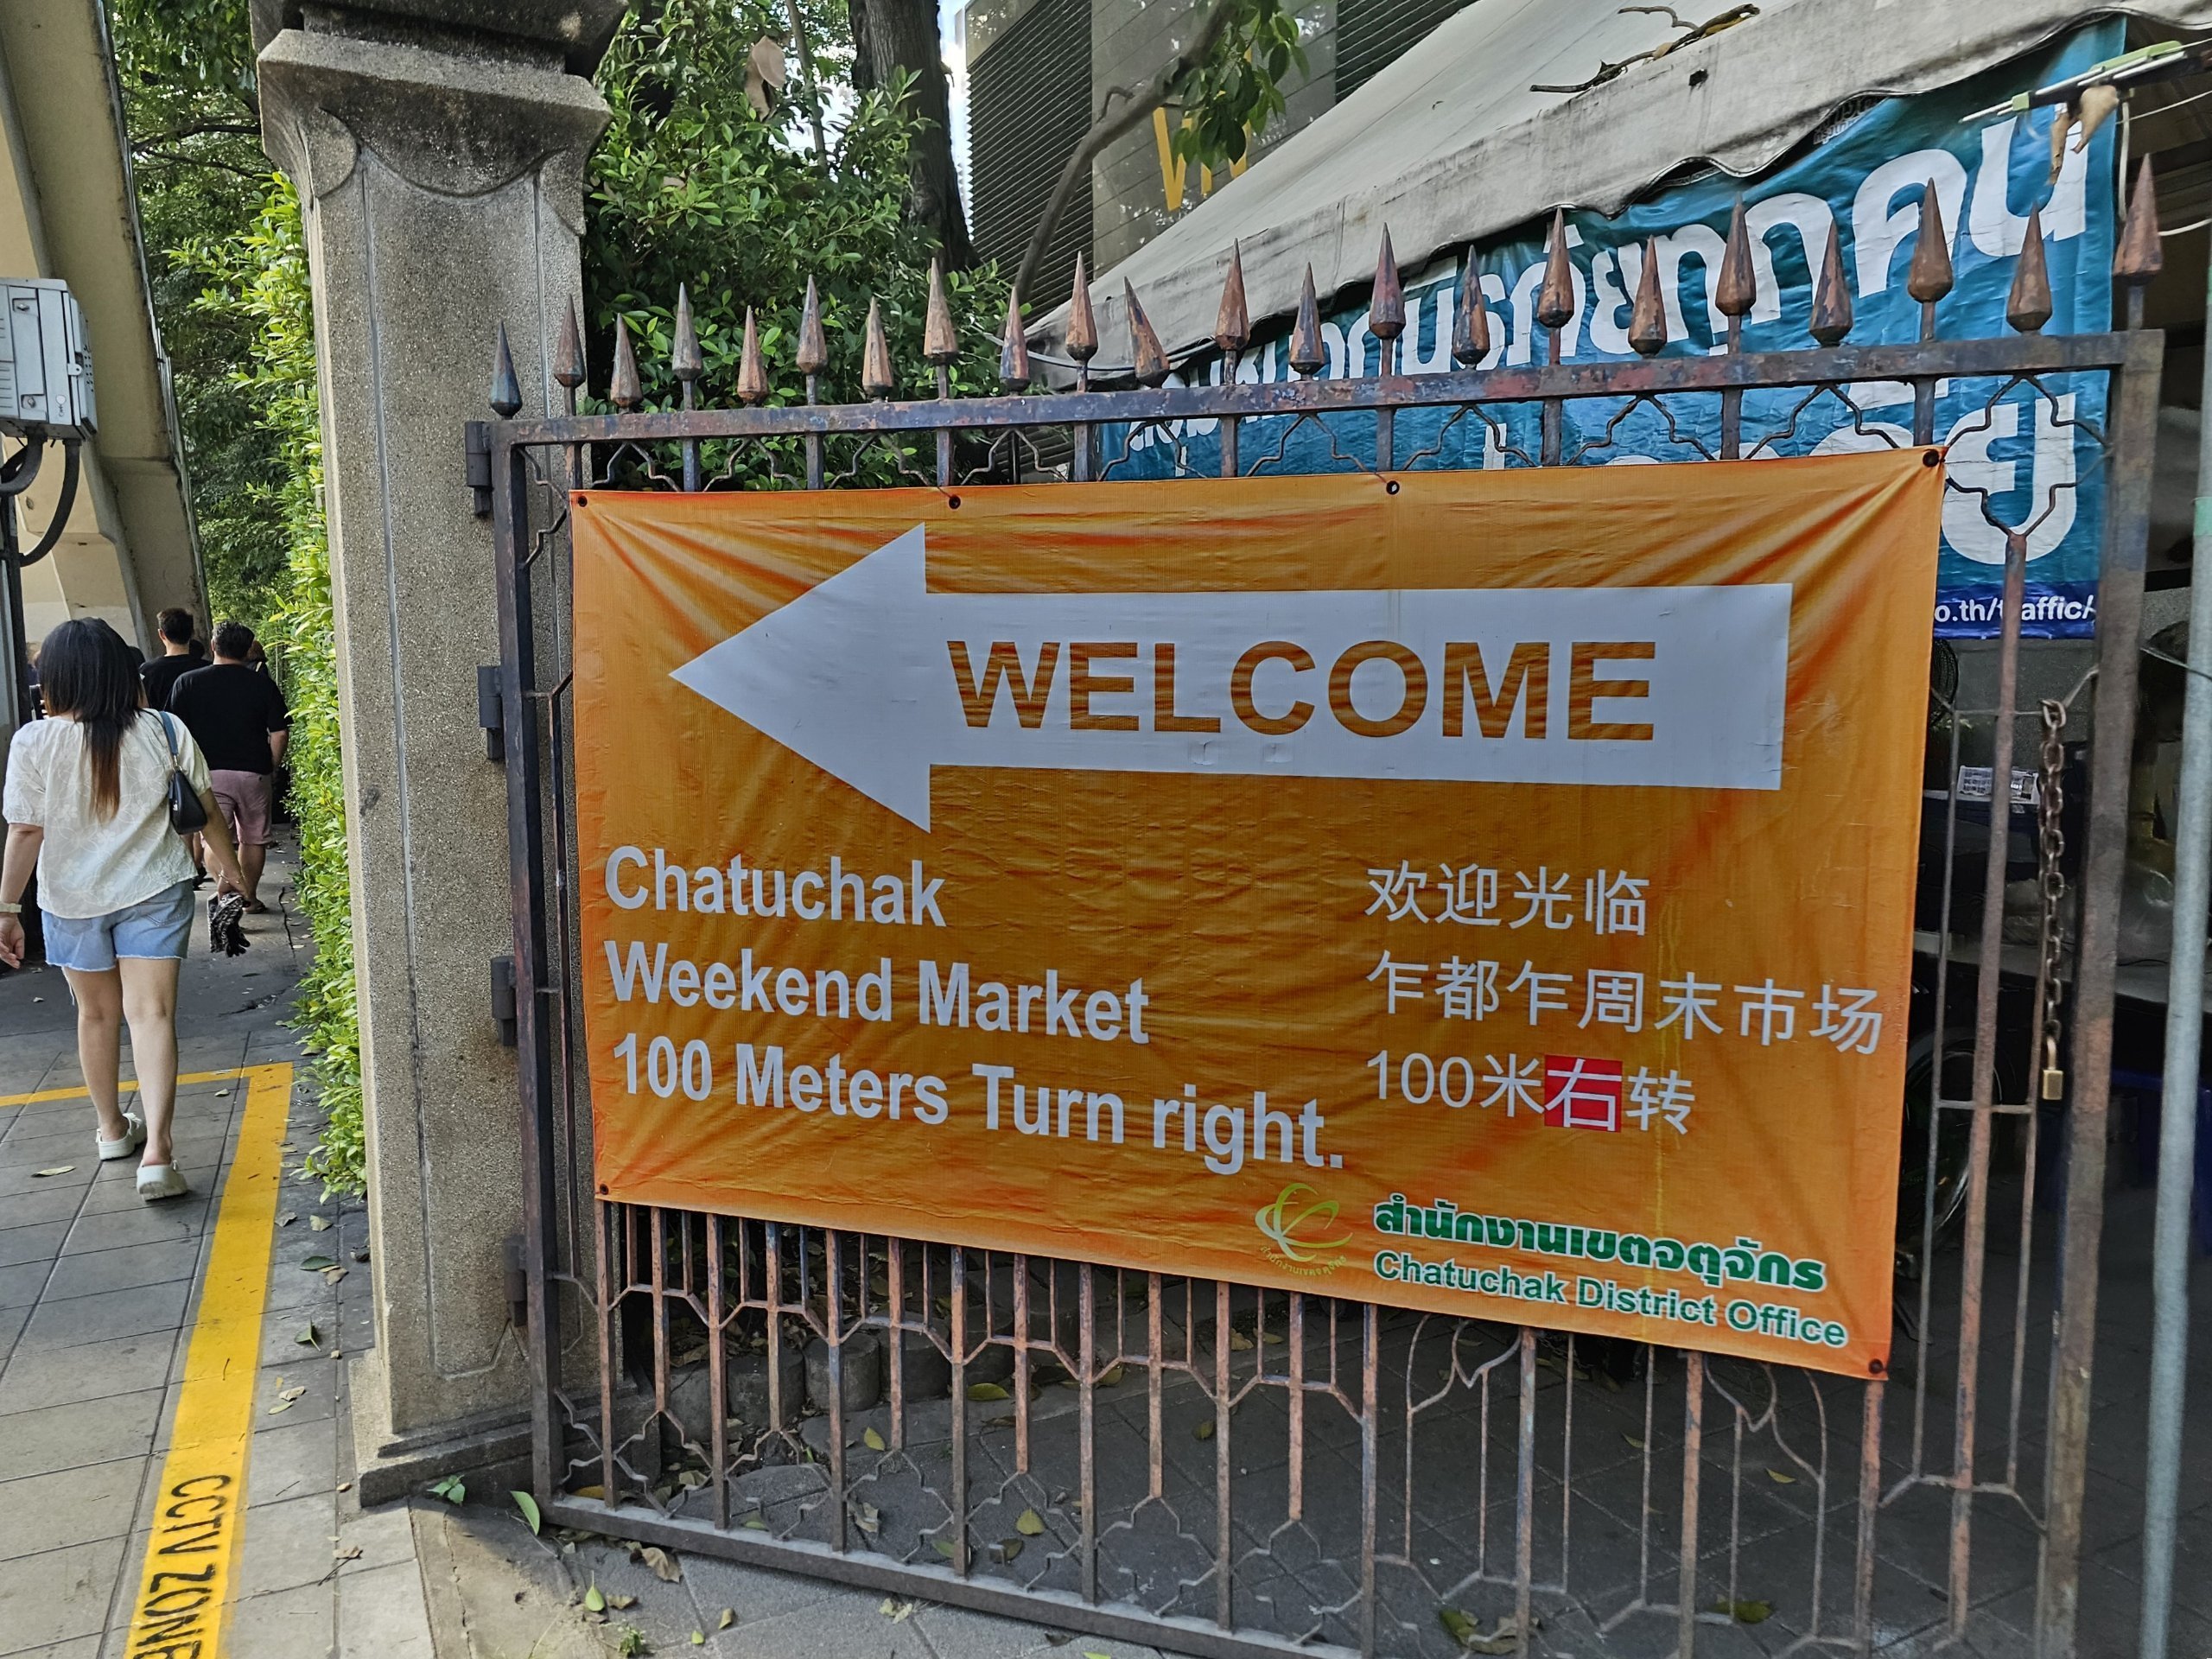 WELCOME
Chatuchak
Weekend Market
100 Meters Turn right.
欢迎光临
乍都乍周末市场
100米右转
สำนักงานเขตจตุจักร
Chatuchak District Office
o.th/traffic/
CCTV ZONE